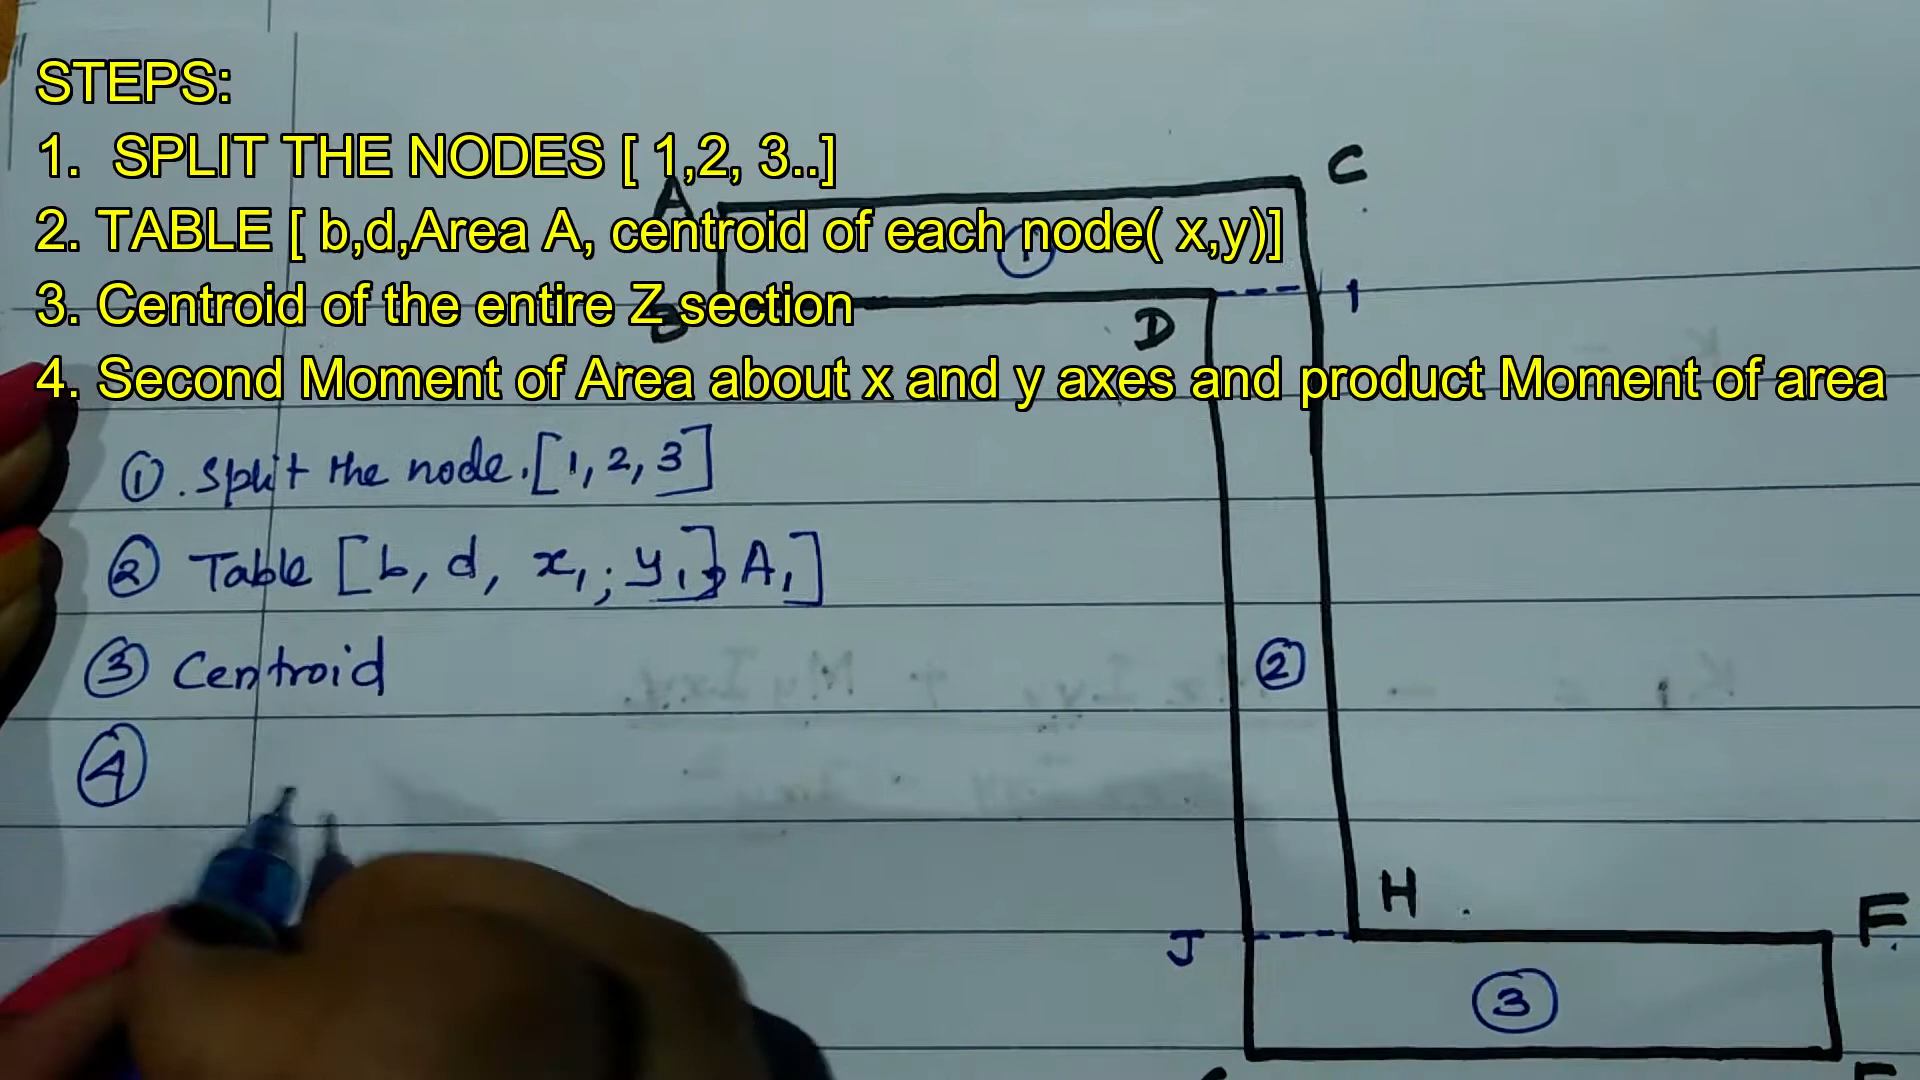 STEPS:
1. SPLIT THE NODES [ 1,2, 3..]
2. TABLE [ b,d,Area A, centroid of each node( x,y)]
3. Centroid of the entire Z section
4. Second Moment of Area about x and y axes and product Moment of area
A
C
1
B
D
I
① . Split the node. [1, 2, 3]
② Table [b, d, x₁; y₁], A₁]
③ Centroid
④
②
H
F
J
③